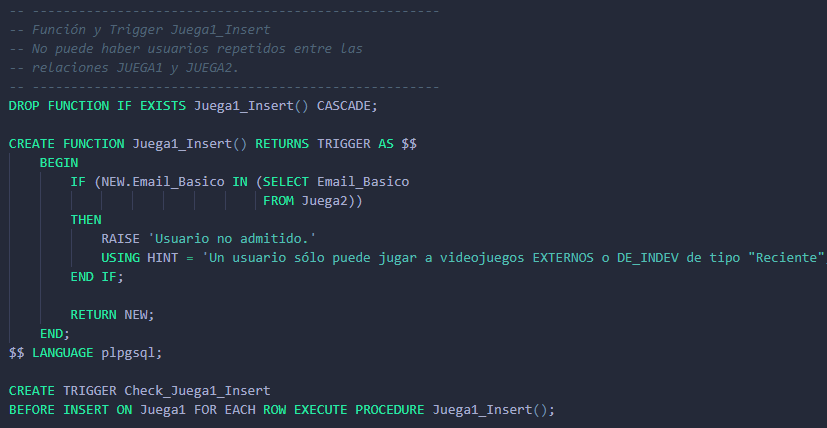 -- ----------------------------------------------------
-- Función y Trigger Juega1_Insert
-- No puede haber usuarios repetidos entre las
-- relaciones JUEGA1 y JUEGA2.
-- ----------------------------------------------------
DROP FUNCTION IF EXISTS Juega1_Insert() CASCADE;

CREATE FUNCTION Juega1_Insert() RETURNS TRIGGER AS $$
    BEGIN
        IF (NEW.Email_Basico IN (SELECT Email_Basico
                                 FROM Juega2))
        THEN
            RAISE 'Usuario no admitido.'
            USING HINT = 'Un usuario sólo puede jugar a videojuegos EXTERNOS o DE_INDEV de tipo "Reciente"
        END IF;

        RETURN NEW;
    END;
$$ LANGUAGE plpgsql;

CREATE TRIGGER Check_Juega1_Insert
BEFORE INSERT ON Juega1 FOR EACH ROW EXECUTE PROCEDURE Juega1_Insert();